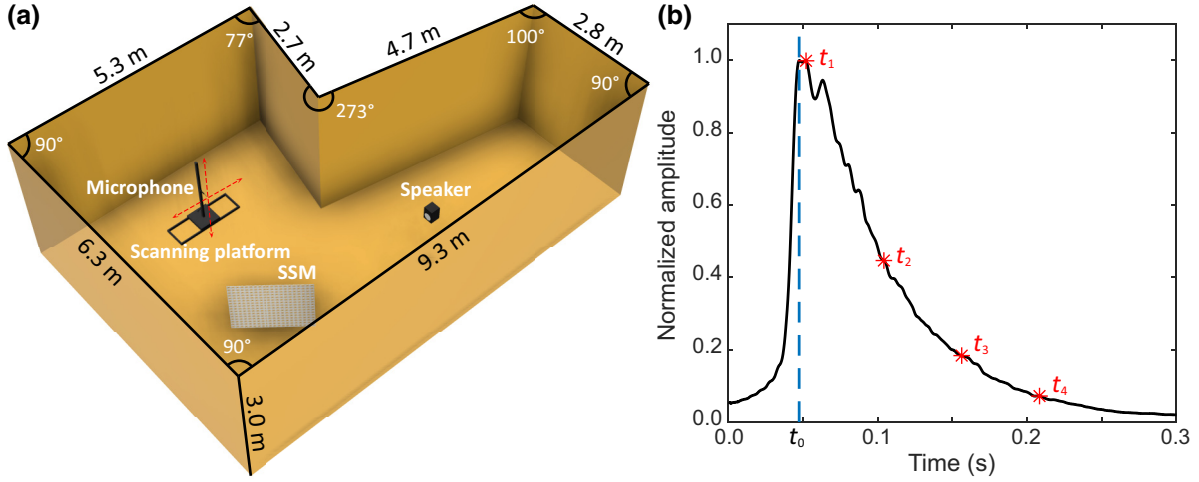 (a)
5.3 m
77°
2.7 m
4.7 m
100°
2.8 m
90°
90°
273°
Microphone
Speaker
Scanning platform
SSM
6.3 m
9.3 m
90°
3.0 m
(b)
Normalized amplitude
1.0
0.8
0.6
0.4
0.2
0.0
t₁
t₂
t₃
t₄
0.0
t₀
0.1
0.2
0.3
Time (s)